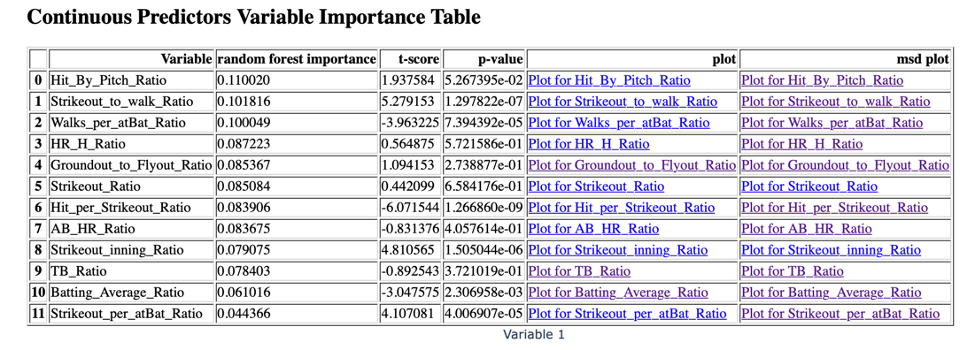 Continuous Predictors Variable Importance Table
Variable random forest importance t-score p-value plot msd plot
0 Hit_By_Pitch_Ratio 0.110020 1.937584 5.267395e-02 Plot for Hit_By_Pitch_Ratio Plot for Hit_By_Pitch_Ratio
1 Strikeout_to_walk_Ratio 0.101816 5.279153 1.297822e-07 Plot for Strikeout_to_walk_Ratio Plot for Strikeout_to_walk_Ratio
2 Walks_per_atBat_Ratio 0.100049 -3.963225 7.394392e-05 Plot for Walks_per_atBat_Ratio Plot for Walks_per_atBat_Ratio
3 HR_H_Ratio 0.087223 0.564875 5.721586e-01 Plot for HR_H_Ratio Plot for HR_H_Ratio
4 Groundout_to_Flyout_Ratio 0.085367 1.094153 2.738877e-01 Plot for Groundout_to_Flyout_Ratio Plot for Groundout_to_Flyout_Ratio
5 Strikeout_Ratio 0.085084 0.442099 6.584176e-01 Plot for Strikeout_Ratio Plot for Strikeout_Ratio
6 Hit_per_Strikeout_Ratio 0.083906 -6.071544 1.266860e-09 Plot for Hit_per_Strikeout_Ratio Plot for Hit_per_Strikeout_Ratio
7 AB_HR_Ratio 0.083675 -0.831376 4.057614e-01 Plot for AB_HR_Ratio Plot for AB_HR_Ratio
8 Strikeout_inning_Ratio 0.079075 4.810565 1.505044e-06 Plot for Strikeout_inning_Ratio Plot for Strikeout_inning_Ratio
9 TB_Ratio 0.078403 -0.892543 3.721019e-01 Plot for TB_Ratio Plot for TB_Ratio
10 Batting_Average_Ratio 0.061016 -3.047575 2.306958e-03 Plot for Batting_Average_Ratio Plot for Batting_Average_Ratio
11 Strikeout_per_atBat_Ratio 0.044366 4.107081 4.006907e-05 Plot for Strikeout_per_atBat_Ratio Plot for Strikeout_per_atBat_Ratio
Variable 1